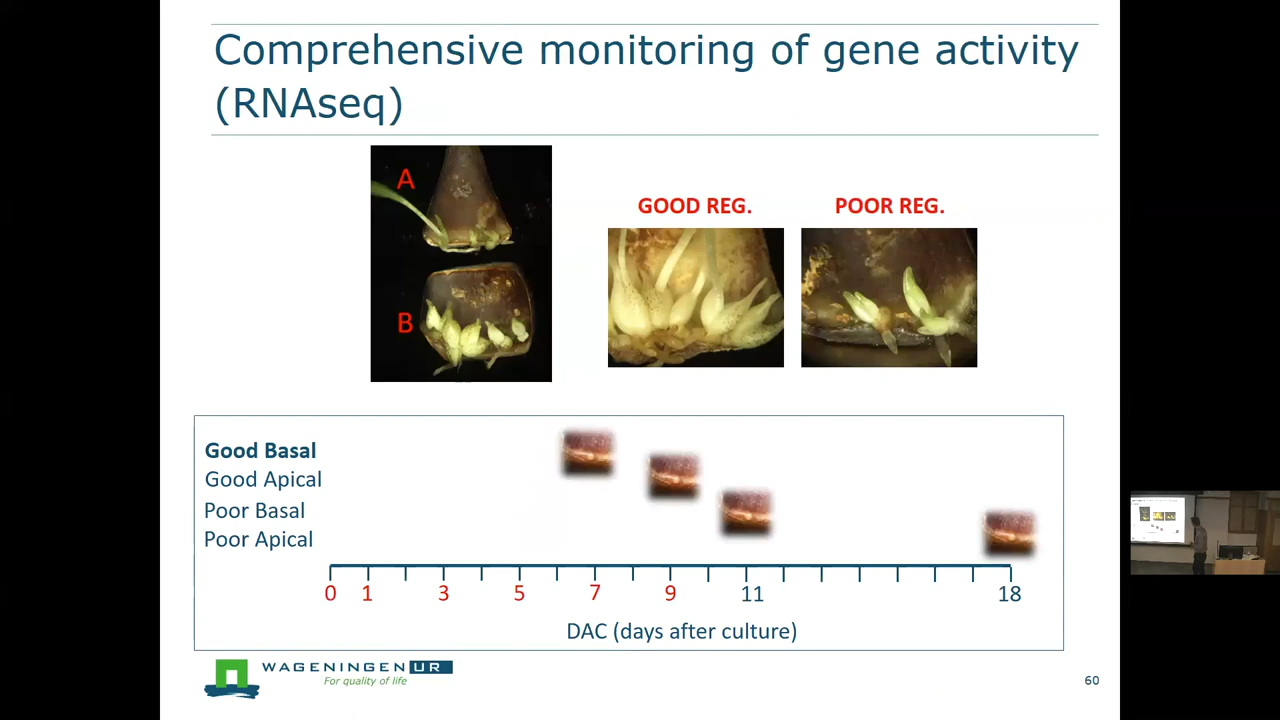 Comprehensive monitoring of gene activity
(RNAseq)
A
B
GOOD REG.
POOR REG.
Good Basal
Good Apical
Poor Basal
Poor Apical
0 1 3 5 7 9 11 18
DAC (days after culture)
WAGENINGEN UR
For quality of life
60